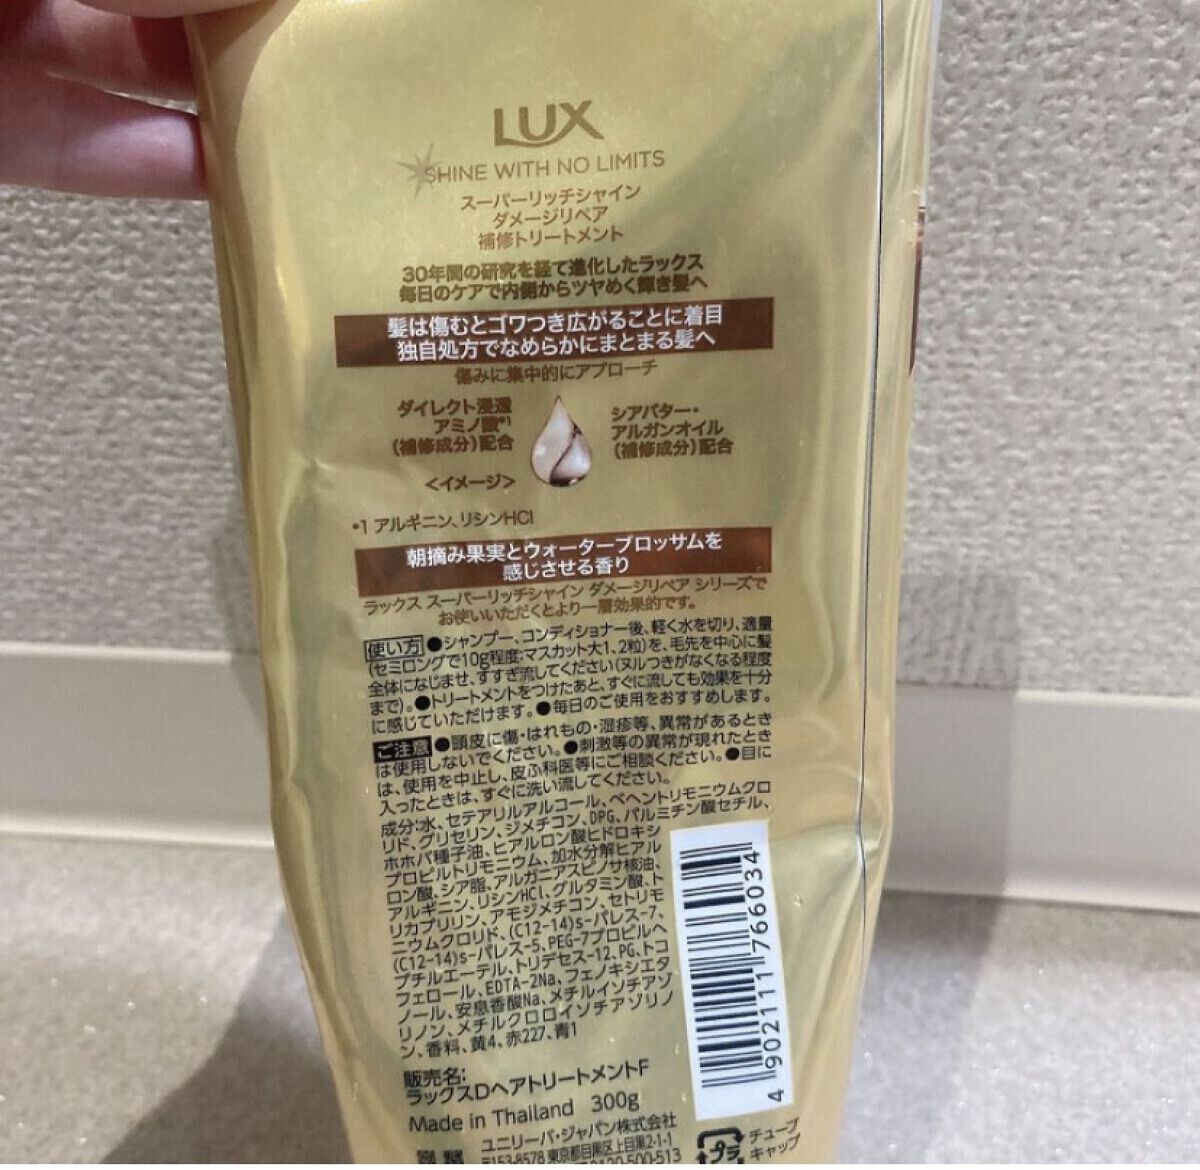 LUX
SHINE WITH NO LIMITS
スーパーリッチシャイン
ダメージリペア
補修トリートメント
30年間の研究を経て進化したラックス
毎日のケアで内側からツヤめく輝き髪へ
髪は傷むとゴワつき広がることに着目
独自処方でなめらかにまとまる髪へ
傷みに集中的にアプローチ
ダイレクト浸透
アミノ酸*1
(補修成分)配合
シアバター・
アルガンオイル
(補修成分)配合
<イメージ>
*1 アルギニン、リシンHCl
朝摘み果実とウォーターブロッサムを
感じさせる香り
ラックス スーパーリッチシャイン ダメージリペア シリーズで
お使いいただくとより一層効果的です。
使い方 ●シャンプー、コンディショナー後、軽く水を切り、適量
(セミロングで10g程度:マスカット大1、2粒)を、毛先を中心に髪
全体になじませ、すすぎ流してください(ヌルつきがなくなる程度
まで)。●トリートメントをつけたあと、すぐに流しても効果を十分
に感じていただけます。●毎日のご使用をおすすめします。
ご注意 ●頭皮に傷・はれもの・湿疹等、異常があるとき
は使用しないでください。●刺激等の異常が現れたとき
は、使用を中止し、皮ふ科医等にご相談ください。●目に
入ったときは、すぐに洗い流してください。
成分:水、セテアリルアルコール、ベヘントリモニウムクロ
リド、グリセリン、ジメチコン、DPG、パルミチン酸セチル、
ホホバ種子油、ヒアルロン酸ヒドロキシ
プロピルトリモニウム、加水分解ヒアル
ロン酸、シア脂、アルガニアスピノサ核油、
アルギニン、リシンHCl、グルタミン酸、ト
リカプリリン、アモジメチコン、セトリモ
ニウムクロリド、(C12-14)s-パレス-7、
(C12-14)s-パレス-5、PEG-7プロピルヘ
プチルエーテル、トリデセス-12、PG、トコ
フェロール、EDTA-2Na、フェノキシエタ
ノール、安息香酸Na、メチルイソチアゾ
リノン、メチルクロロイソチアゾリノ
ン、香料、黄4、赤227、青1
4 902111 766034
販売名:
ラックスDヘアトリートメントF
Made in Thailand 300g
ユニリーバ・ジャパン株式会社
〒153-8578 東京都目黒区上目黒2-1-1
0120-500-513
プラ
チューブ
キャップ